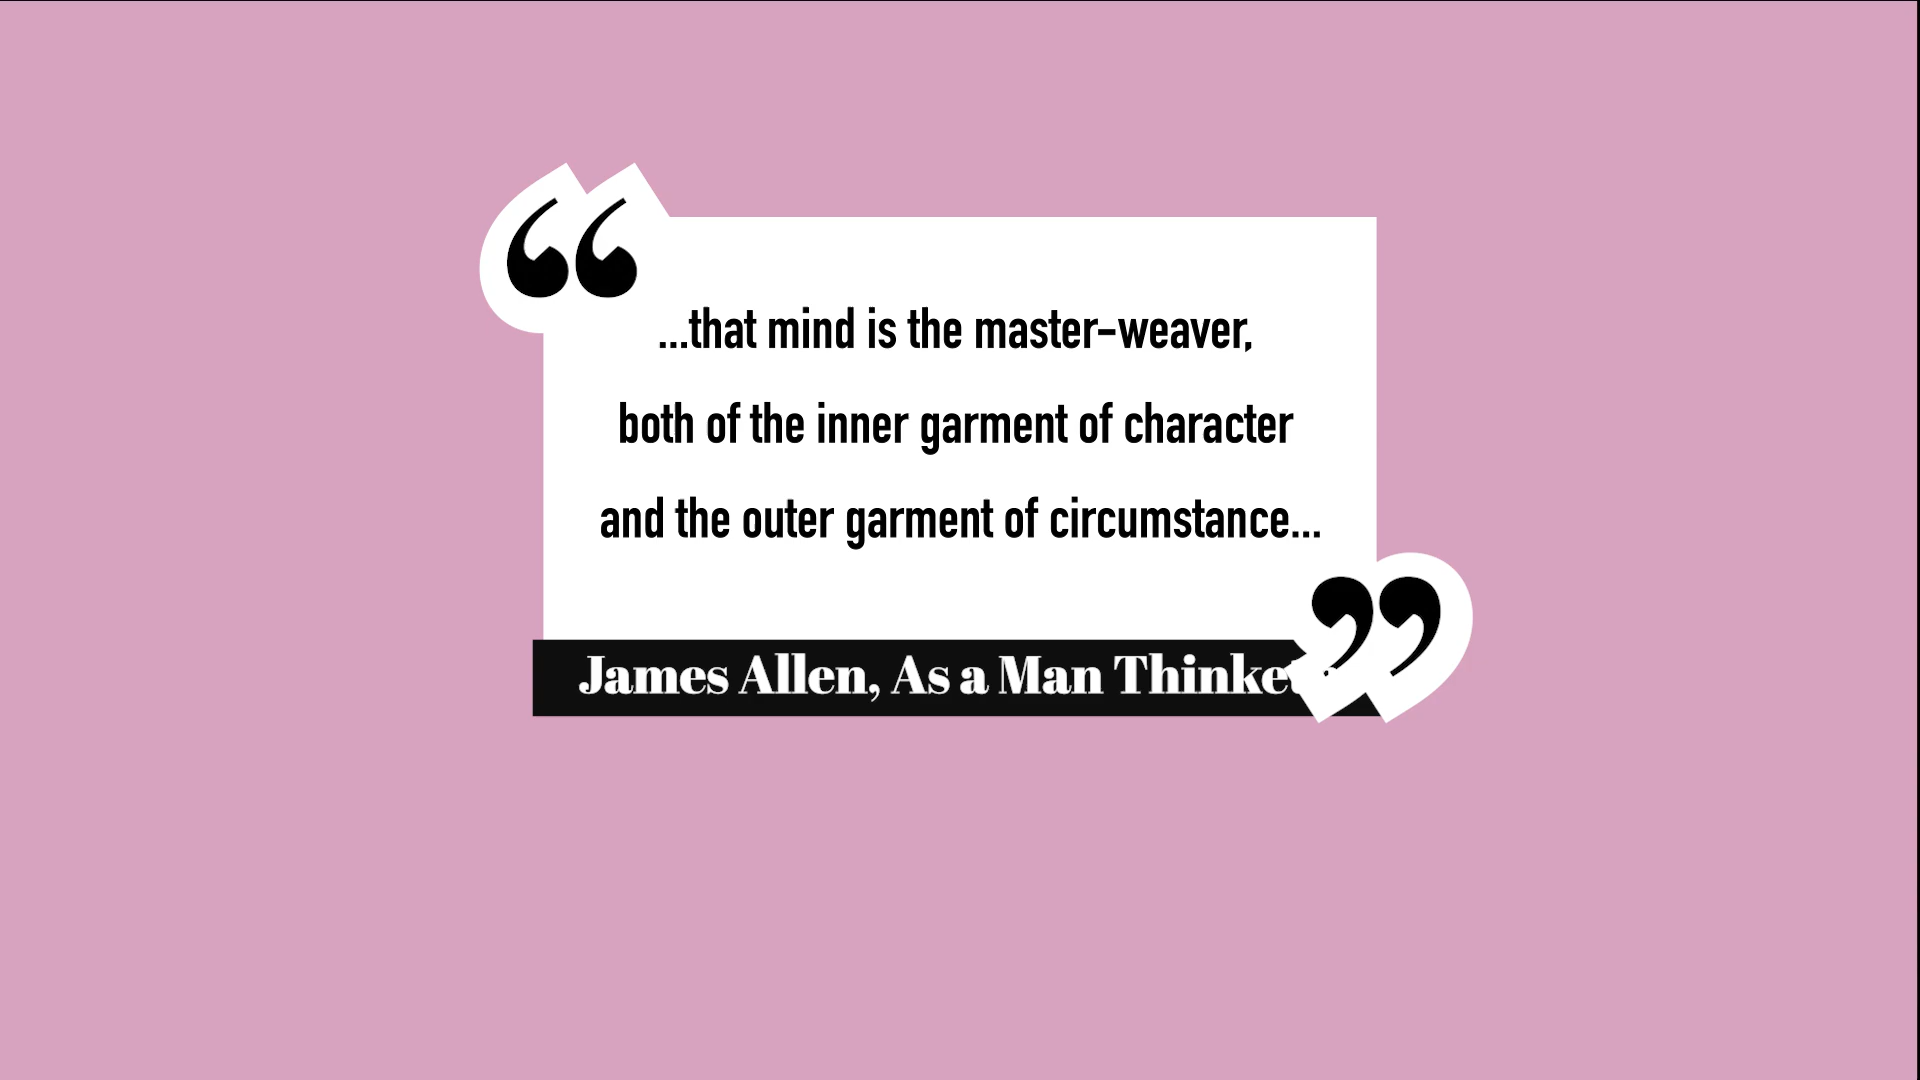 ...that mind is the master-weaver,
both of the inner garment of character
and the outer garment of circumstance...
James Allen, As a Man